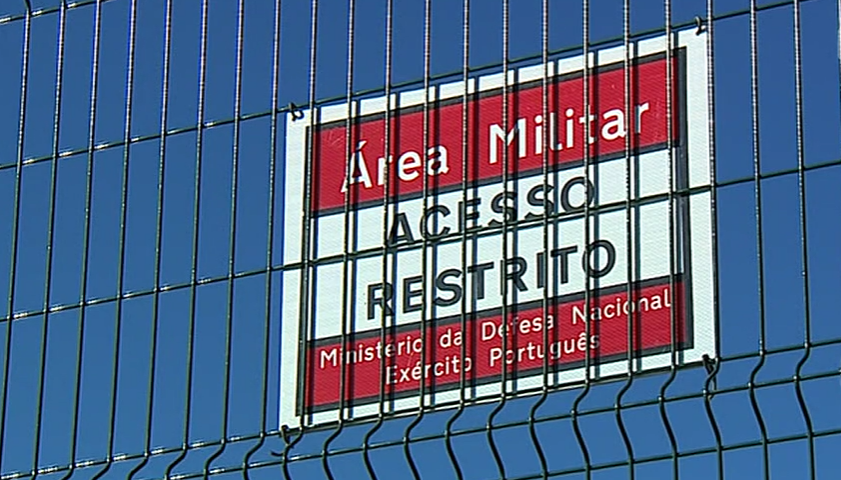 Área Militar
ACESSO
RESTRITO
Ministério da Defesa Nacional
Exército Português